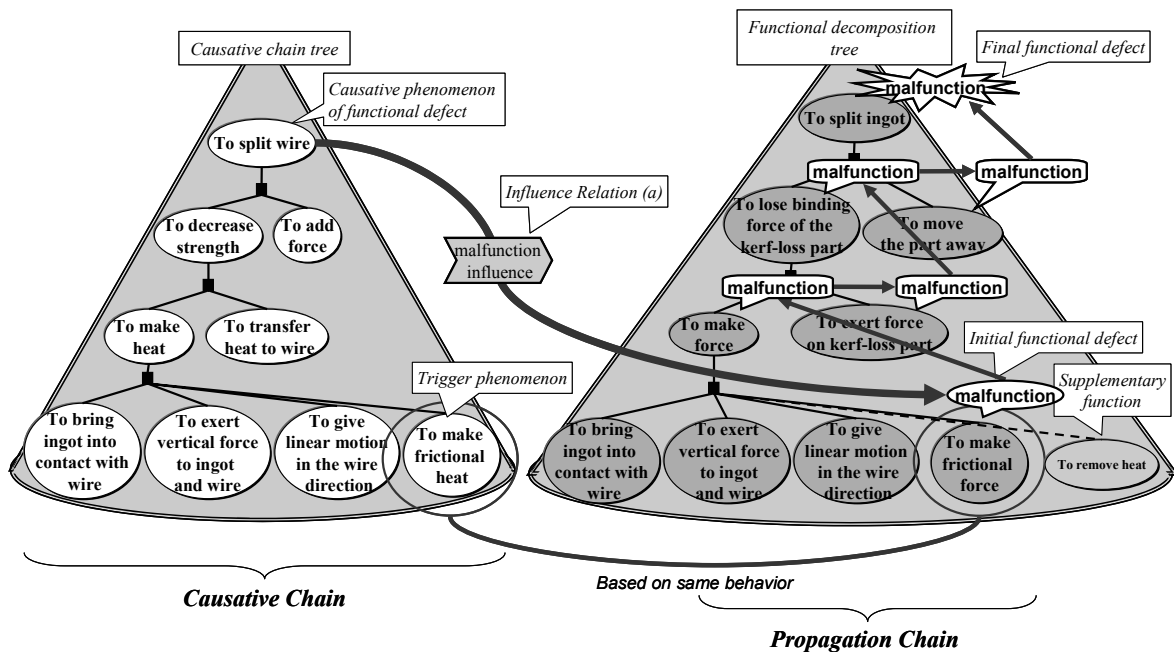 Causative chain tree
Causative phenomenon
of functional defect
To split wire
To decrease
strength
To add
force
To make
heat
To transfer
heat to wire
Trigger phenomenon
To bring
ingot into
contact with
wire
To exert
vertical force
to ingot
and wire
To give
linear motion
in the wire
direction
To make
frictional
heat
Causative Chain
Influence Relation (a)
malfunction
influence
Functional decomposition
tree
Final functional defect
malfunction
To split ingot
malfunction
malfunction
To lose binding
force of the
kerf-loss part
To move
the part away
malfunction
malfunction
To make
force
To exert force
on kerf-loss part
Initial functional defect
malfunction
Supplementary
function
To bring
ingot into
contact with
wire
To exert
vertical force
to ingot
and wire
To give
linear motion
in the wire
direction
To make
frictional
force
To remove heat
Based on same behavior
Propagation Chain